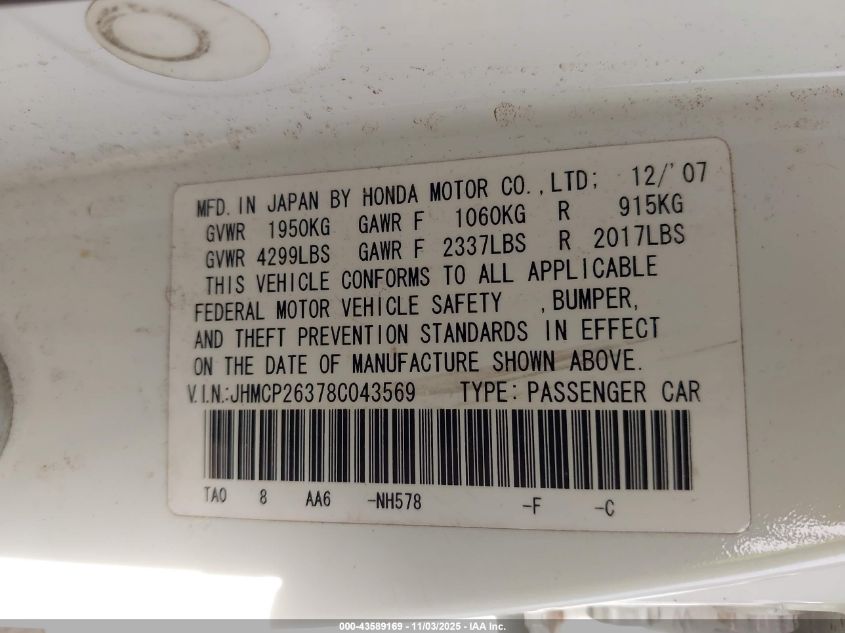 MFD. IN JAPAN BY HONDA MOTOR CO., LTD; 12/'07
GVWR 1950KG GAWR F 1060KG R 915KG
GVWR 4299LBS GAWR F 2337LBS R 2017LBS
THIS VEHICLE CONFORMS TO ALL APPLICABLE
FEDERAL MOTOR VEHICLE SAFETY , BUMPER,
AND THEFT PREVENTION STANDARDS IN EFFECT
ON THE DATE OF MANUFACTURE SHOWN ABOVE.
V.I.N.:JHMCP26378C043569 TYPE: PASSENGER CAR
TA0 8 AA6 -NH578 -F -C
000-43589169 - 11/03/2025 - IAA Inc.